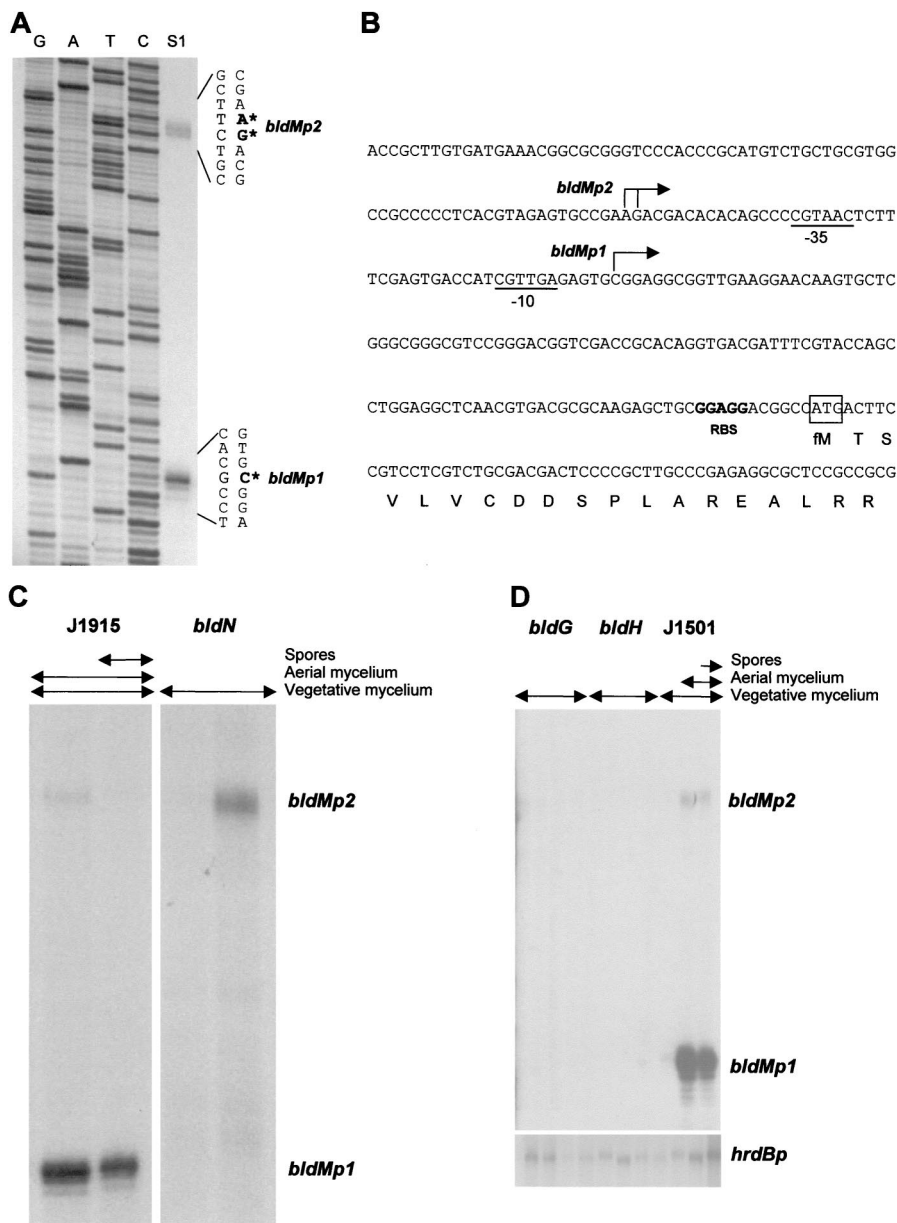 A
G A T C S1
G C
C G
T A
T A*
T G*
C A
G C
C G
bldMp2
C G
A T
C G
G C*
C G
C G
T A
bldMp1
B
ACCGCTTGTGATGAAACGGCGCGGGTCCCACCCGCATGTCTGCTGCGTGG
bldMp2
CCGCCCCCTCACGTAGAGTGCCGAAGACGACACACAGCCCCGTAACTCTT
-35
bldMp1
TCGAGTGACCATCGTTGAGAGTGCGGAGGCGGTTGAAGGAACAAGTGCTC
-10
GGGCGGGCGTCCGGGACGGTCGACCGCACAGGTGACGATTTCGTACCAGC
CTGGAGGCTCAACGTGACGCGCAAGAGCTGCGGAGGACGGCCATGACTTC
RBS fM T S
CGTCCTCGTCTGCGACGACTCCCCGCTTGCCCGAGAGGCGCTCCGCCGCG
V L V C D D S P L A R E A L R R
C
J1915 bldN
Spores
Aerial mycelium
Vegetative mycelium
bldMp2
bldMp1
D
bldG bldH J1501
Spores
Aerial mycelium
Vegetative mycelium
bldMp2
bldMp1
hrdBp